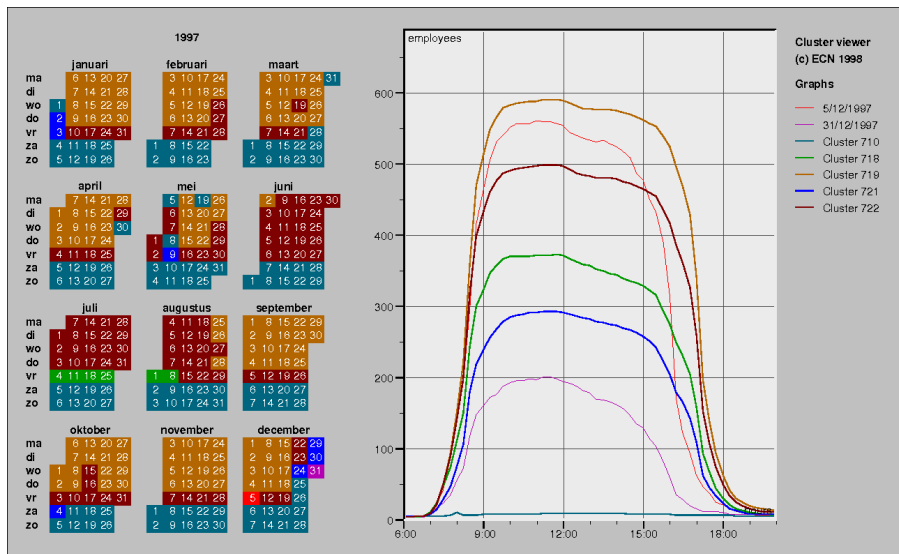 1997
januari februari maart
ma 6 13 20 27 3 10 17 24 3 10 17 24 31
di 7 14 21 28 4 11 18 25 4 11 18 25
wo 1 8 15 22 29 5 12 19 26 5 12 19 26
do 2 9 16 23 30 6 13 20 27 6 13 20 27
vr 3 10 17 24 31 7 14 21 28 7 14 21 28
za 4 11 18 25 1 8 15 22 1 8 15 22 29
zo 5 12 19 26 2 9 16 23 2 9 16 23 30
april mei juni
ma 7 14 21 28 5 12 19 26 2 9 16 23 30
di 1 8 15 22 29 6 13 20 27 3 10 17 24
wo 2 9 16 23 30 7 14 21 28 4 11 18 25
do 3 10 17 24 1 8 15 22 29 5 12 19 26
vr 4 11 18 25 2 9 16 23 30 6 13 20 27
za 5 12 19 26 3 10 17 24 31 7 14 21 28
zo 6 13 20 27 4 11 18 25 1 8 15 22 29
juli augustus september
ma 7 14 21 28 4 11 18 25 1 8 15 22 29
di 1 8 15 22 29 5 12 19 26 2 9 16 23 30
wo 2 9 16 23 30 6 13 20 27 3 10 17 24
do 3 10 17 24 31 7 14 21 28 4 11 18 25
vr 4 11 18 25 1 8 15 22 29 5 12 19 26
za 5 12 19 26 2 9 16 23 30 6 13 20 27
zo 6 13 20 27 3 10 17 24 31 7 14 21 28
oktober november december
ma 6 13 20 27 3 10 17 24 1 8 15 22 29
di 7 14 21 28 4 11 18 25 2 9 16 23 30
wo 1 8 15 22 29 5 12 19 26 3 10 17 24 31
do 2 9 16 23 30 6 13 20 27 4 11 18 25
vr 3 10 17 24 31 7 14 21 28 5 12 19 26
za 4 11 18 25 1 8 15 22 29 6 13 20 27
zo 5 12 19 26 2 9 16 23 30 7 14 21 28
employees
600
500
400
300
200
100
0
6:00 9:00 12:00 15:00 18:00
Cluster viewer
(c) ECN 1998
Graphs
5/12/1997
31/12/1997
Cluster 710
Cluster 718
Cluster 719
Cluster 721
Cluster 722